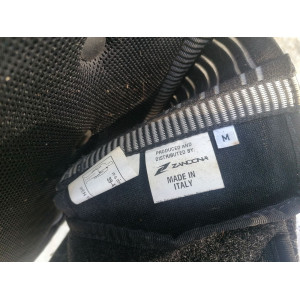 PRODUCED AND
DISTRIBUTED BY:
ZANDONA
MADE IN
ITALY
M